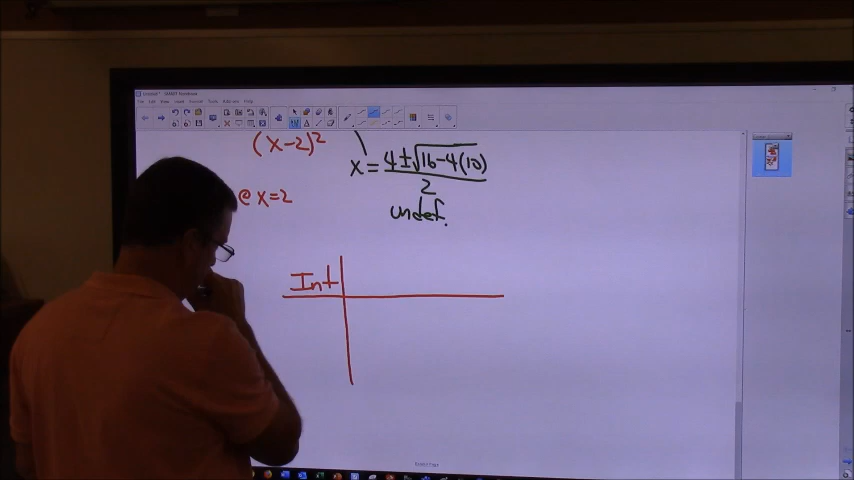 (x-2)²
x = 4±√16-4(10)
2
@ x=2
undef.
Int